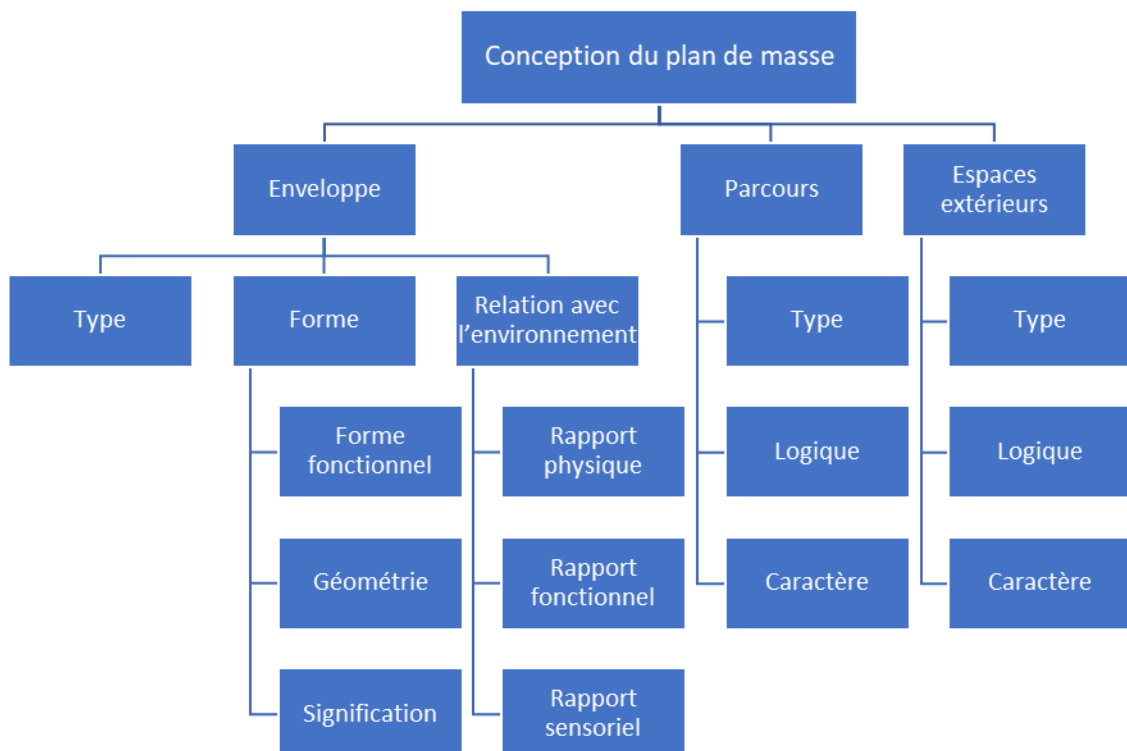 Conception du plan de masse
Enveloppe
Parcours
Espaces
extérieurs
Type
Forme
Relation avec
l'environnement
Type
Type
Forme
fonctionnel
Rapport
physique
Logique
Logique
Géométrie
Rapport
fonctionnel
Caractère
Caractère
Signification
Rapport
sensoriel